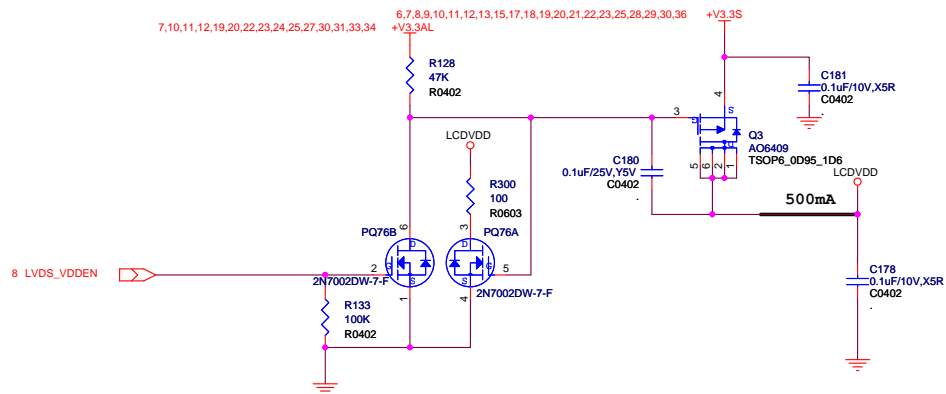 6,7,8,9,10,11,12,13,15,17,18,19,20,21,22,23,25,28,29,30,36 +V3.3S
7,10,11,12,19,20,22,23,24,25,27,30,31,33,34 +V3.3AL
R128
47K
R0402
C181
0.1uF/10V,X5R
C0402
.
4
S
3
G
Q3
AO6409
TSOP6_0D95_1D6
D
5
6
2
1
LCDVDD
C180
0.1uF/25V,Y5V
C0402
.
LCDVDD
500mA
R300
100
R0603
6
3
PQ76B
PQ76A
D
D
8 LVDS_VDDEN
2
G
G
5
S
S
2N7002DW-7-F
2N7002DW-7-F
1
4
R133
100K
R0402
C178
0.1uF/10V,X5R
C0402
.